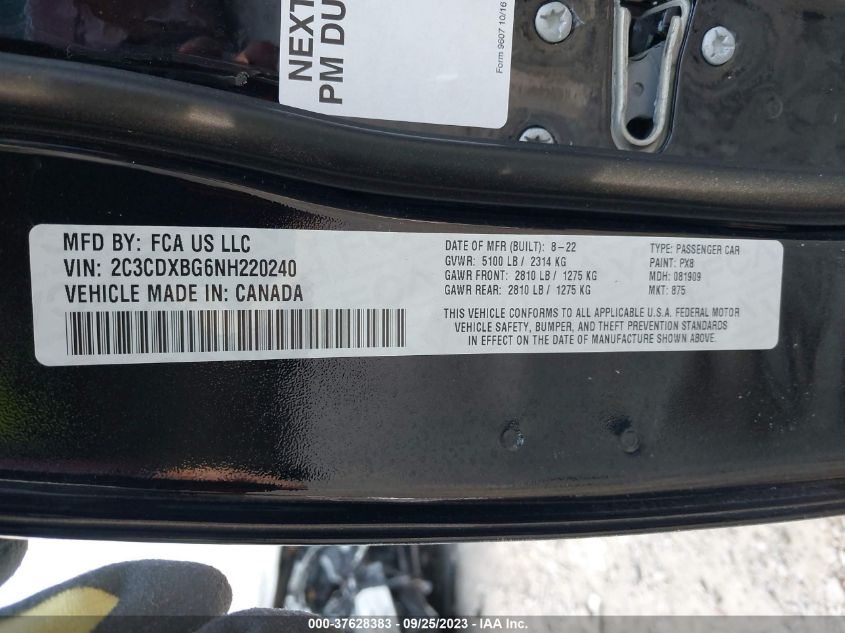 NEXT
PM DU
Form 9607 10/16
MFD BY: FCA US LLC
VIN: 2C3CDXBG6NH220240
VEHICLE MADE IN: CANADA
DATE OF MFR (BUILT): 8-22
GVWR: 5100 LB / 2314 KG
GAWR FRONT: 2810 LB / 1275 KG
GAWR REAR: 2810 LB / 1275 KG
TYPE: PASSENGER CAR
PAINT: PX8
MDH: 081909
MKT: 875
THIS VEHICLE CONFORMS TO ALL APPLICABLE U.S.A. FEDERAL MOTOR
VEHICLE SAFETY, BUMPER, AND THEFT PREVENTION STANDARDS
IN EFFECT ON THE DATE OF MANUFACTURE SHOWN ABOVE.
000-37628383 - 09/25/2023 - IAA Inc.